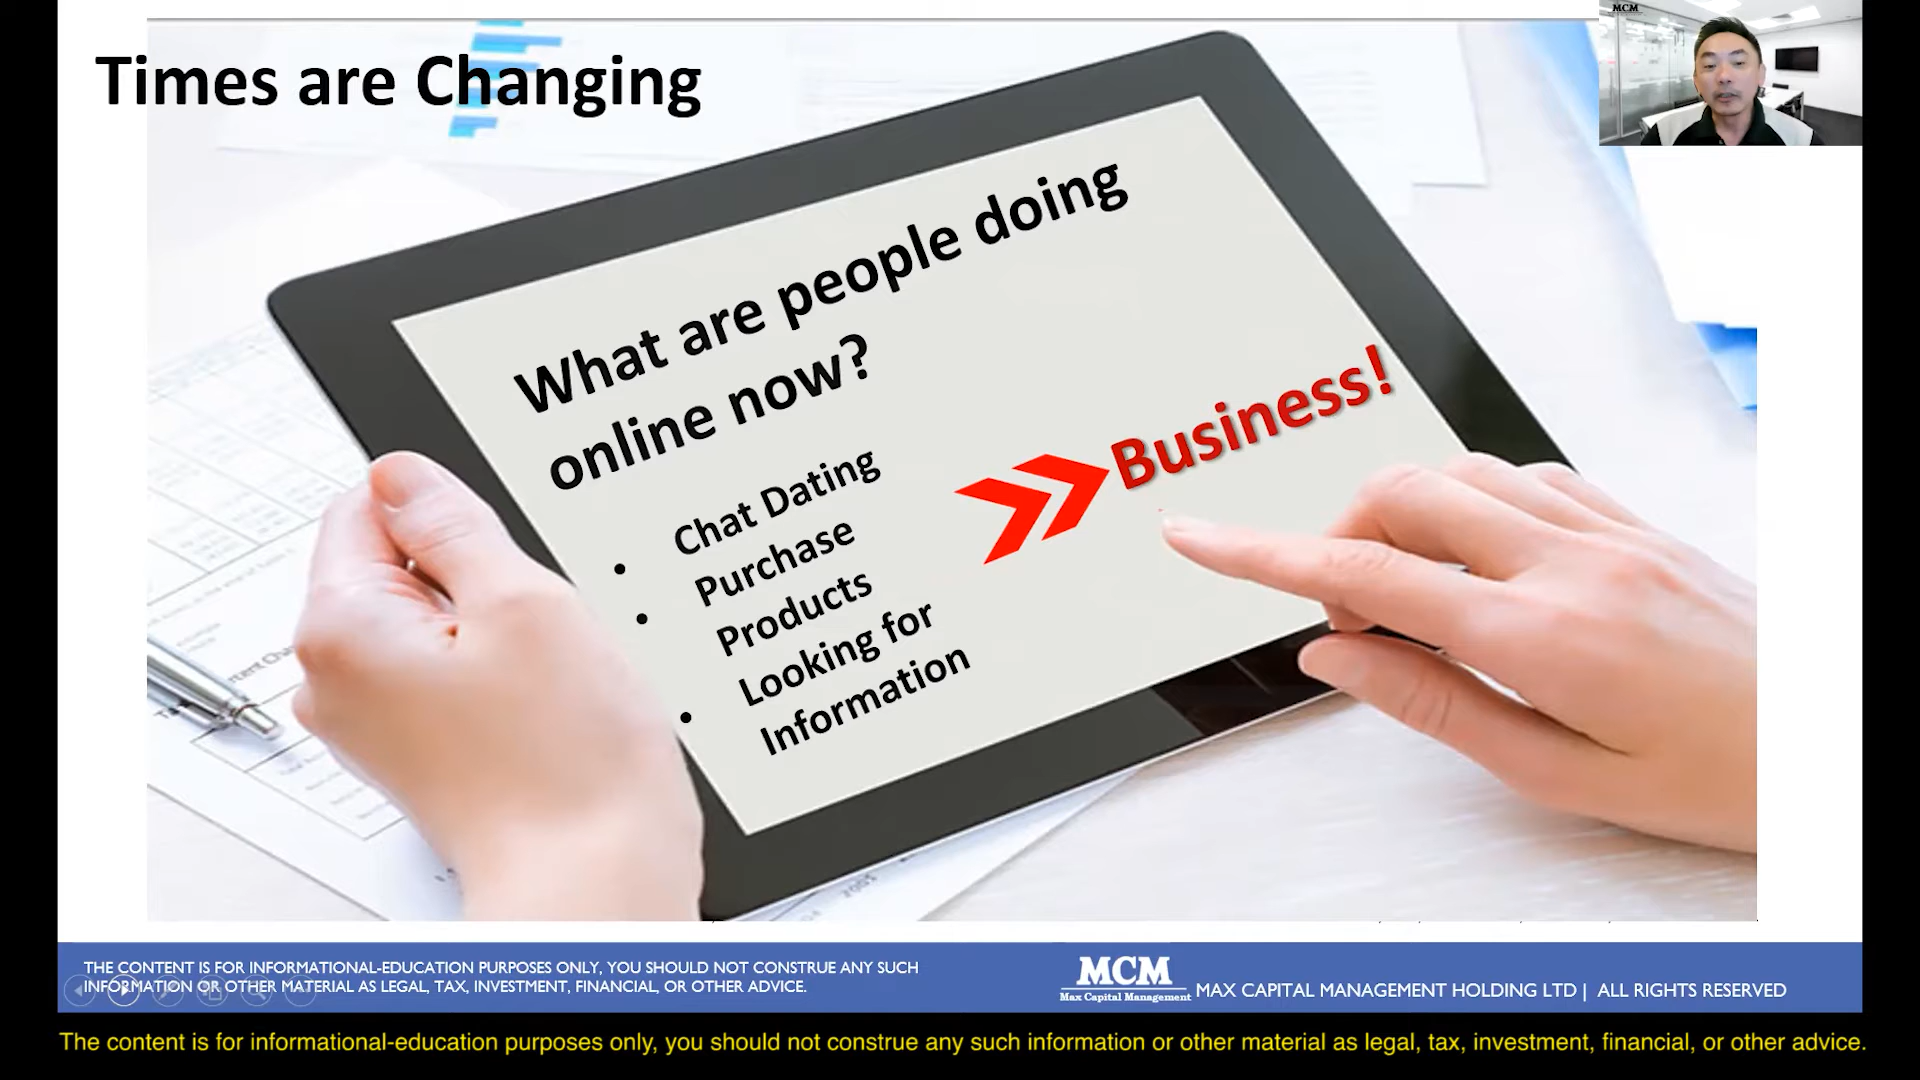 Times are Changing
MCM
What are people doing
online now?
• Chat Dating
• Purchase
Products
• Looking for
Information
Business!
THE CONTENT IS FOR INFORMATIONAL-EDUCATION PURPOSES ONLY, YOU SHOULD NOT CONSTRUE ANY SUCH
INFORMATION OR OTHER MATERIAL AS LEGAL, TAX, INVESTMENT, FINANCIAL, OR OTHER ADVICE.
MCM
Max Capital Management
MAX CAPITAL MANAGEMENT HOLDING LTD | ALL RIGHTS RESERVED
The content is for informational-education purposes only, you should not construe any such information or other material as legal, tax, investment, financial, or other advice.